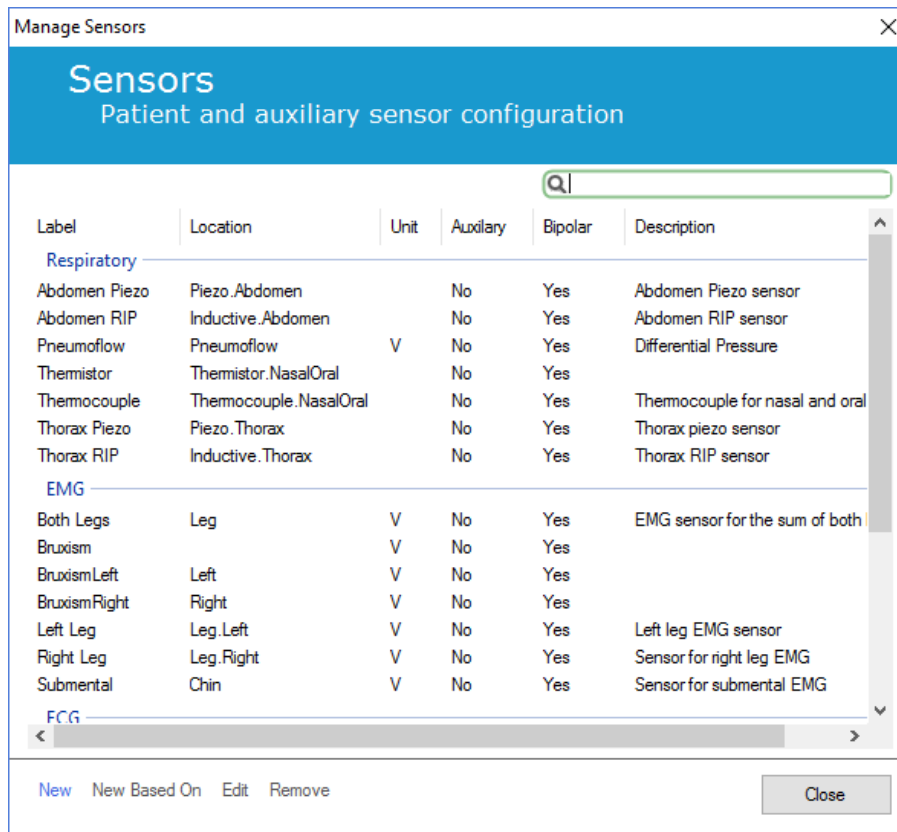 Manage Sensors
Sensors
Patient and auxiliary sensor configuration
Label Location Unit Auxilary Bipolar Description
Respiratory
Abdomen Piezo Piezo.Abdomen No Yes Abdomen Piezo sensor
Abdomen RIP Inductive.Abdomen No Yes Abdomen RIP sensor
Pneumoflow Pneumoflow V No Yes Differential Pressure
Thermistor Thermistor.NasalOral No Yes
Thermocouple Thermocouple.NasalOral No Yes Thermocouple for nasal and oral
Thorax Piezo Piezo.Thorax No Yes Thorax piezo sensor
Thorax RIP Inductive.Thorax No Yes Thorax RIP sensor
EMG
Both Legs Leg V No Yes EMG sensor for the sum of both
Bruxism V No Yes
BruxismLeft Left V No Yes
BruxismRight Right V No Yes
Left Leg Leg.Left V No Yes Left leg EMG sensor
Right Leg Leg.Right V No Yes Sensor for right leg EMG
Submental Chin V No Yes Sensor for submental EMG
ECG
New New Based On Edit Remove Close